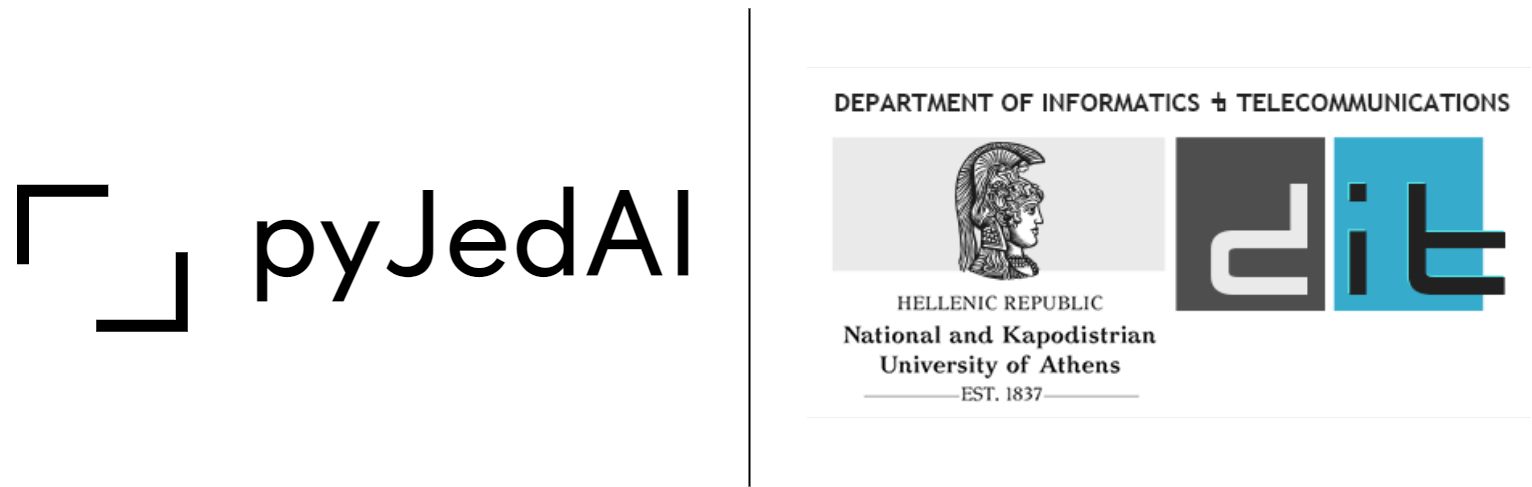 pyJedAI
DEPARTMENT OF INFORMATICS & TELECOMMUNICATIONS
dit
HELLENIC REPUBLIC
National and Kapodistrian
University of Athens
EST. 1837